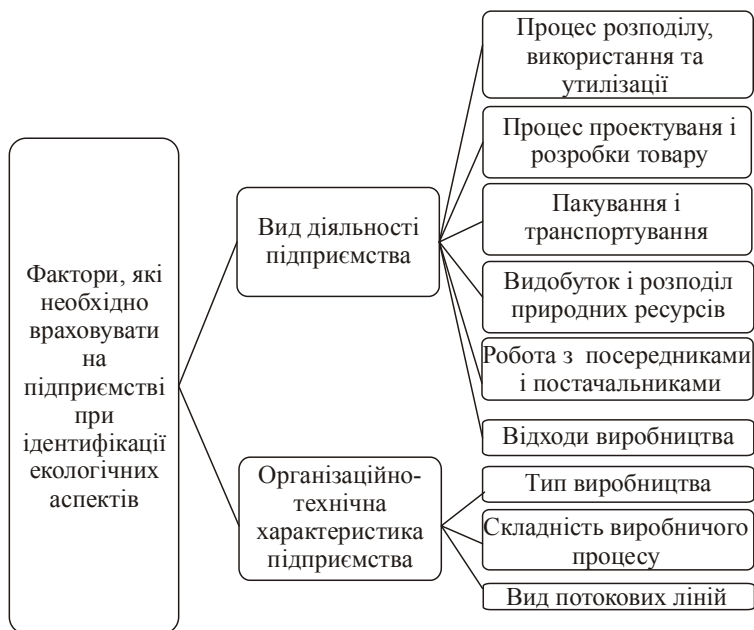 Фактори, які
необхідно
враховувати
на
підприємстві
при
ідентифікації
екологічних
аспектів
Вид діяльності
підприємства
Процес розподілу,
використання та
утилізації
Процес проектуваня і
розробки товару
Пакування і
транспортування
Видобуток і розподіл
природних ресурсів
Робота з посередниками
і постачальниками
Відходи виробництва
Організаційно-
технічна
характеристика
підприємства
Тип виробництва
Складність виробничого
процесу
Вид потокових ліній